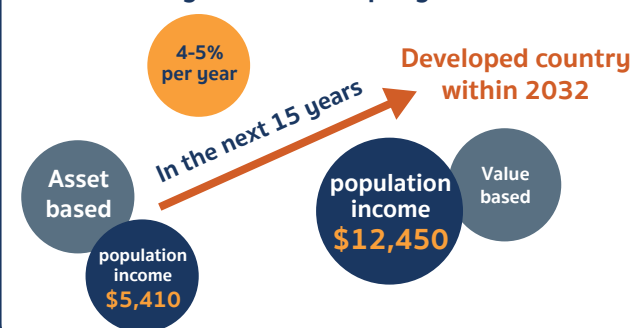 4-5%
per year
Developed country
within 2032
In the next 15 years
Asset
based
population
income
$5,410
population
income
$12,450
Value
based